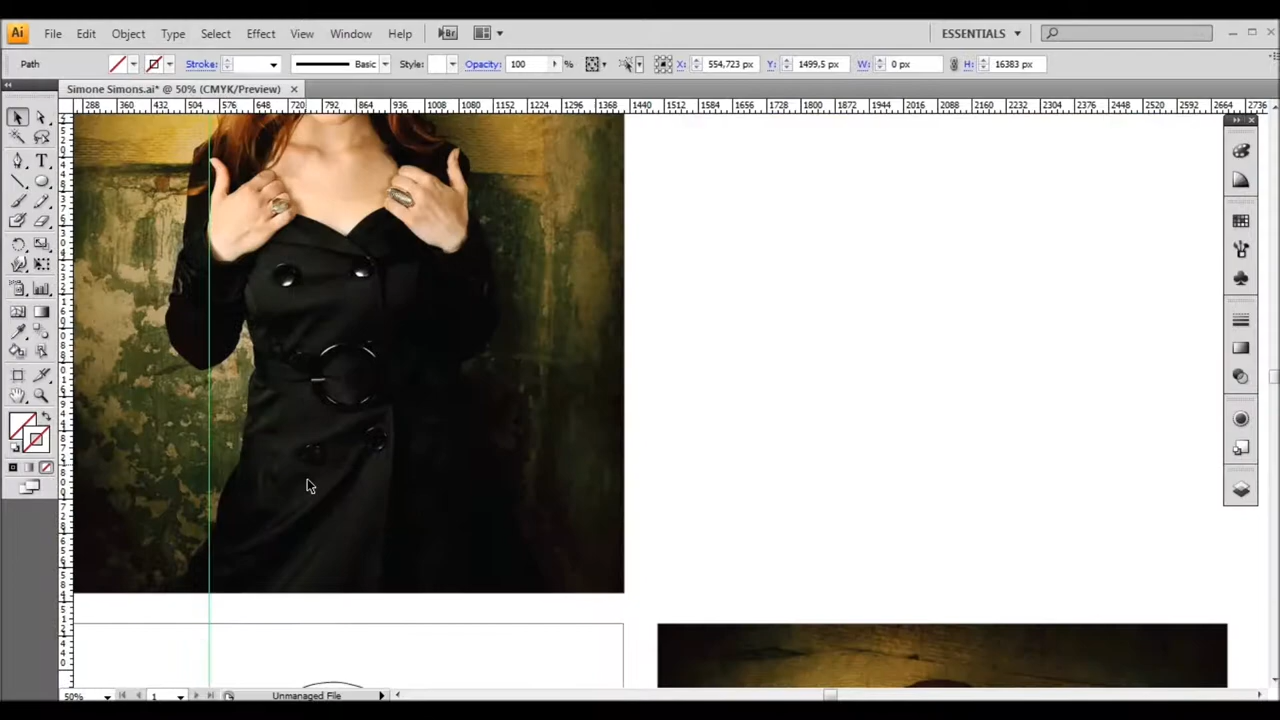 Ai File Edit Object Type Select Effect View Window Help Br ESSENTIALS
Path Stroke: Basic Style: Opacity: 100 % X: 554,723 px Y: 1499,5 px W: 0 px H: 16383 px
Simone Simons.ai* @ 50% (CMYK/Preview)
288 360 432 504 576 648 720 792 864 936 1008 1152 1224 1296 1368 1440 1512 1584 1656 1728 1800 1872 1944 2016 2088 2160 2232 2304 2376 2448 2520 2592 2664 2736
T
50% 1 Unmanaged File